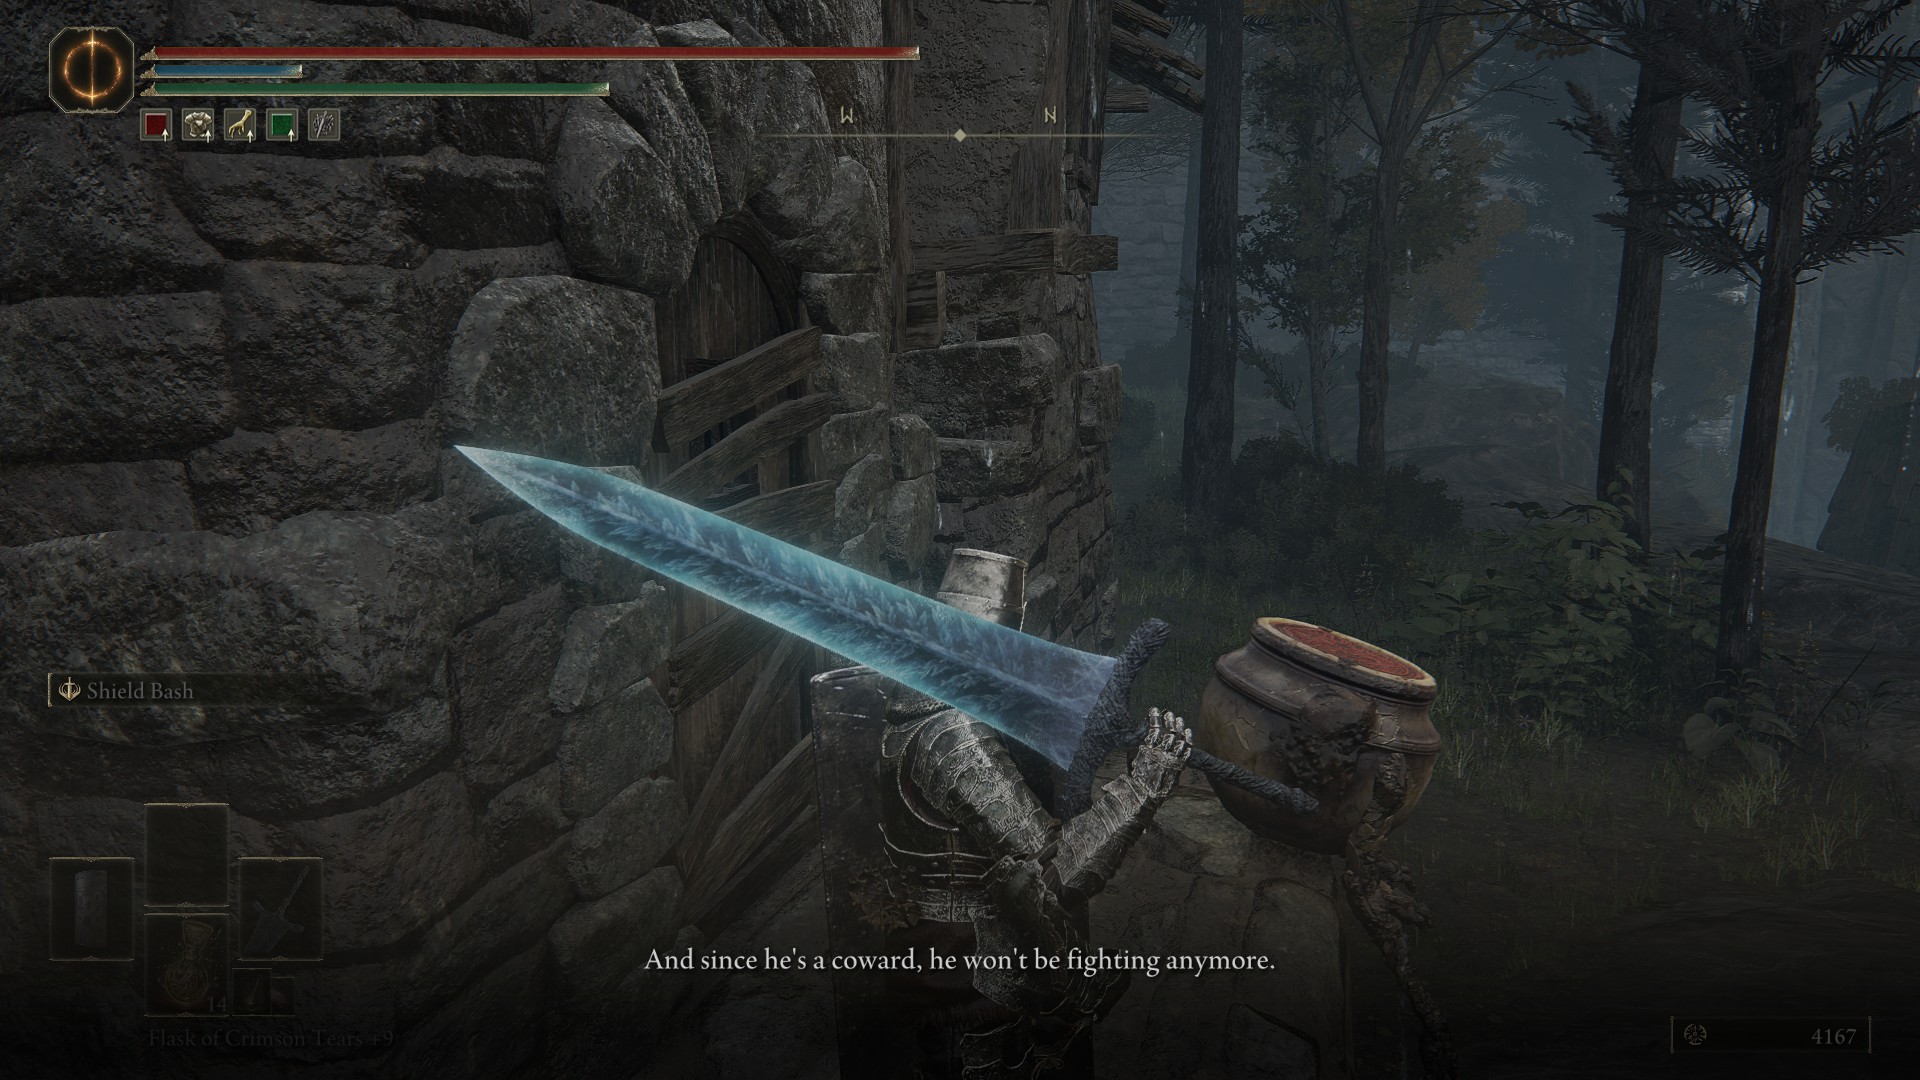 W N
Shield Bash
And since he's a coward, he won't be fighting anymore.
14
Flask of Crimson Tears +9
4167